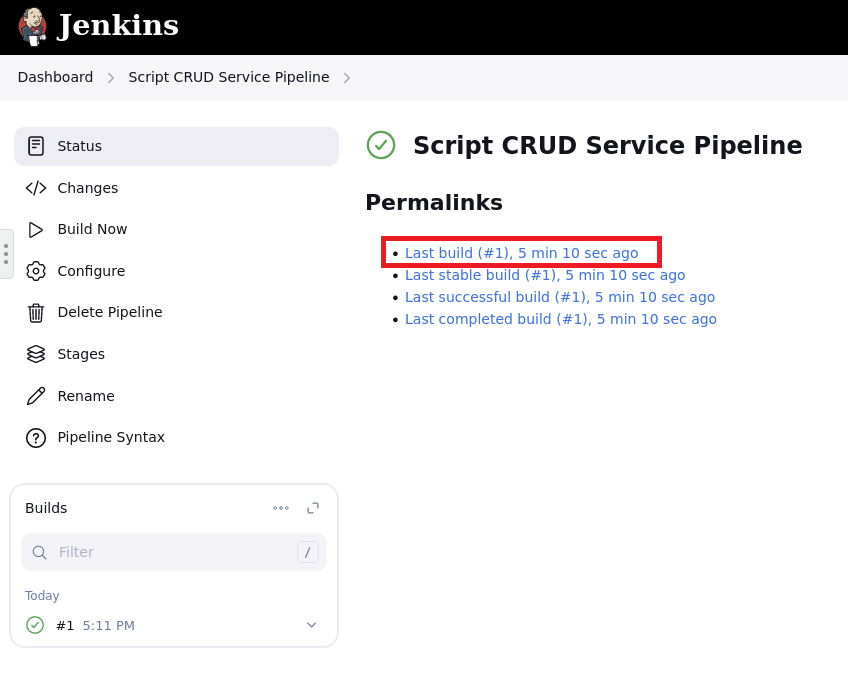 Jenkins
Dashboard
Script CRUD Service Pipeline
Status
Changes
Build Now
Configure
Delete Pipeline
Stages
Rename
Pipeline Syntax
Builds
Filter
/
Today
#1 5:11 PM
Script CRUD Service Pipeline
Permalinks
Last build (#1), 5 min 10 sec ago
Last stable build (#1), 5 min 10 sec ago
Last successful build (#1), 5 min 10 sec ago
Last completed build (#1), 5 min 10 sec ago